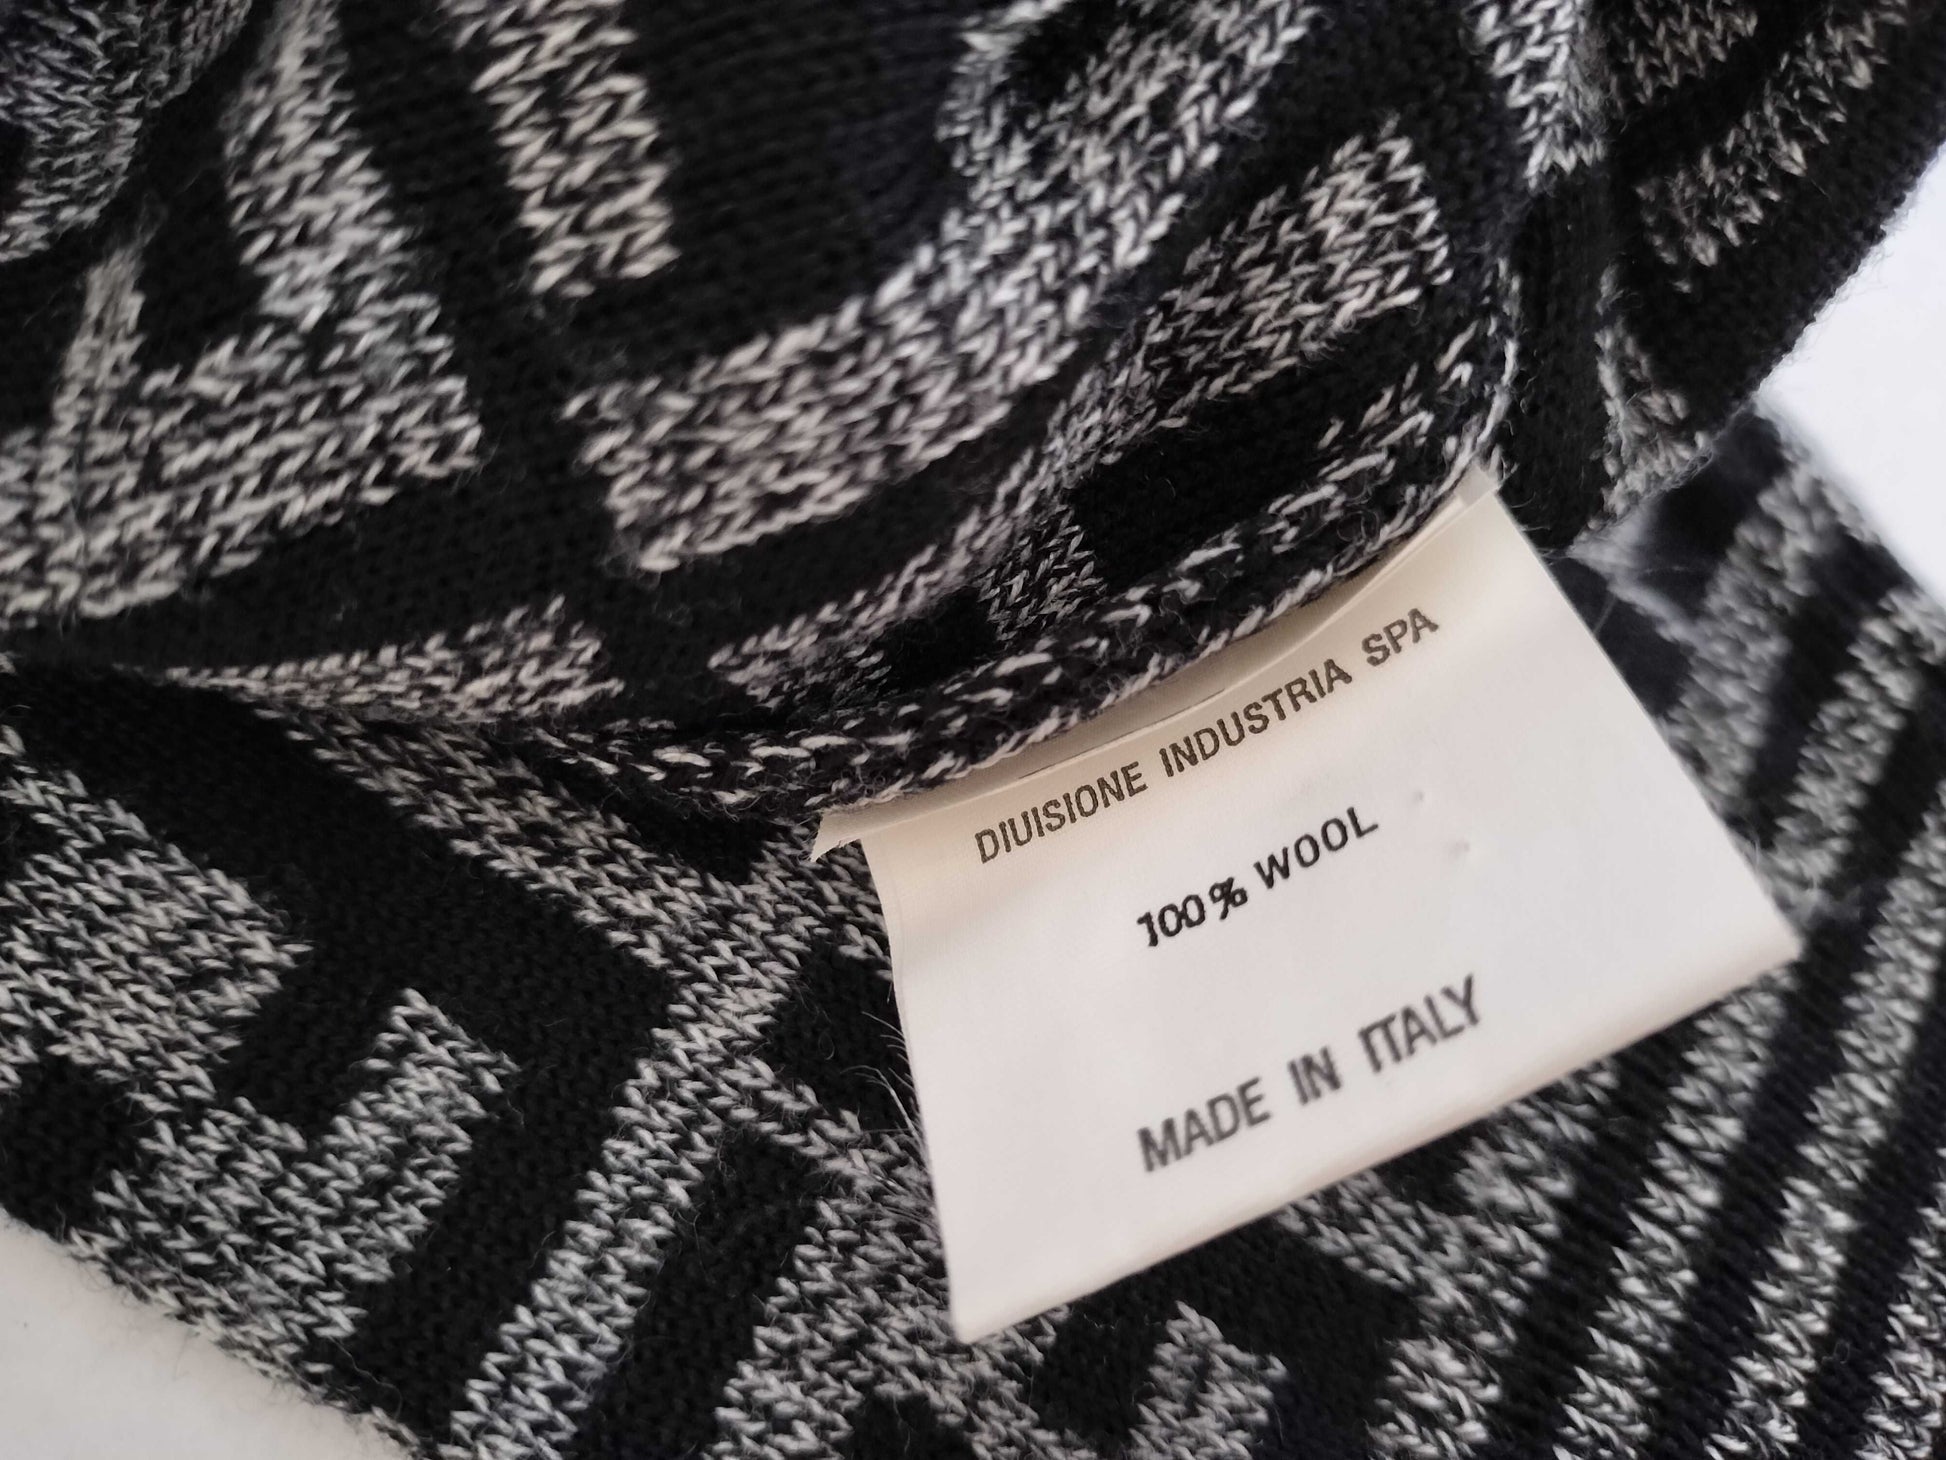 DIUISIONE INDUSTRIA SPA
100% WOOL
MADE IN ITALY